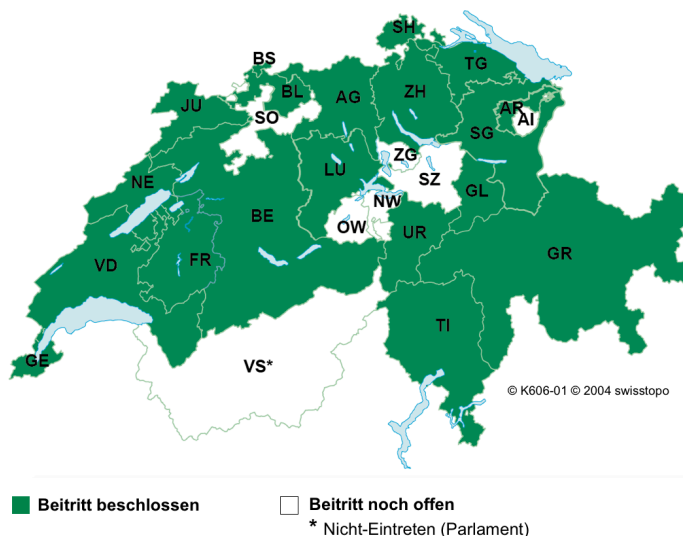 SH
BS
TG
BL
ZH
AG
JU
AR
SO
AI
SG
ZG
LU
SZ
NE
GL
NW
BE
OW
UR
GR
FR
VD
TI
GE
VS*
© K606-01 © 2004 swisstopo
Beitritt beschlossen
Beitritt noch offen
* Nicht-Eintreten (Parlament)